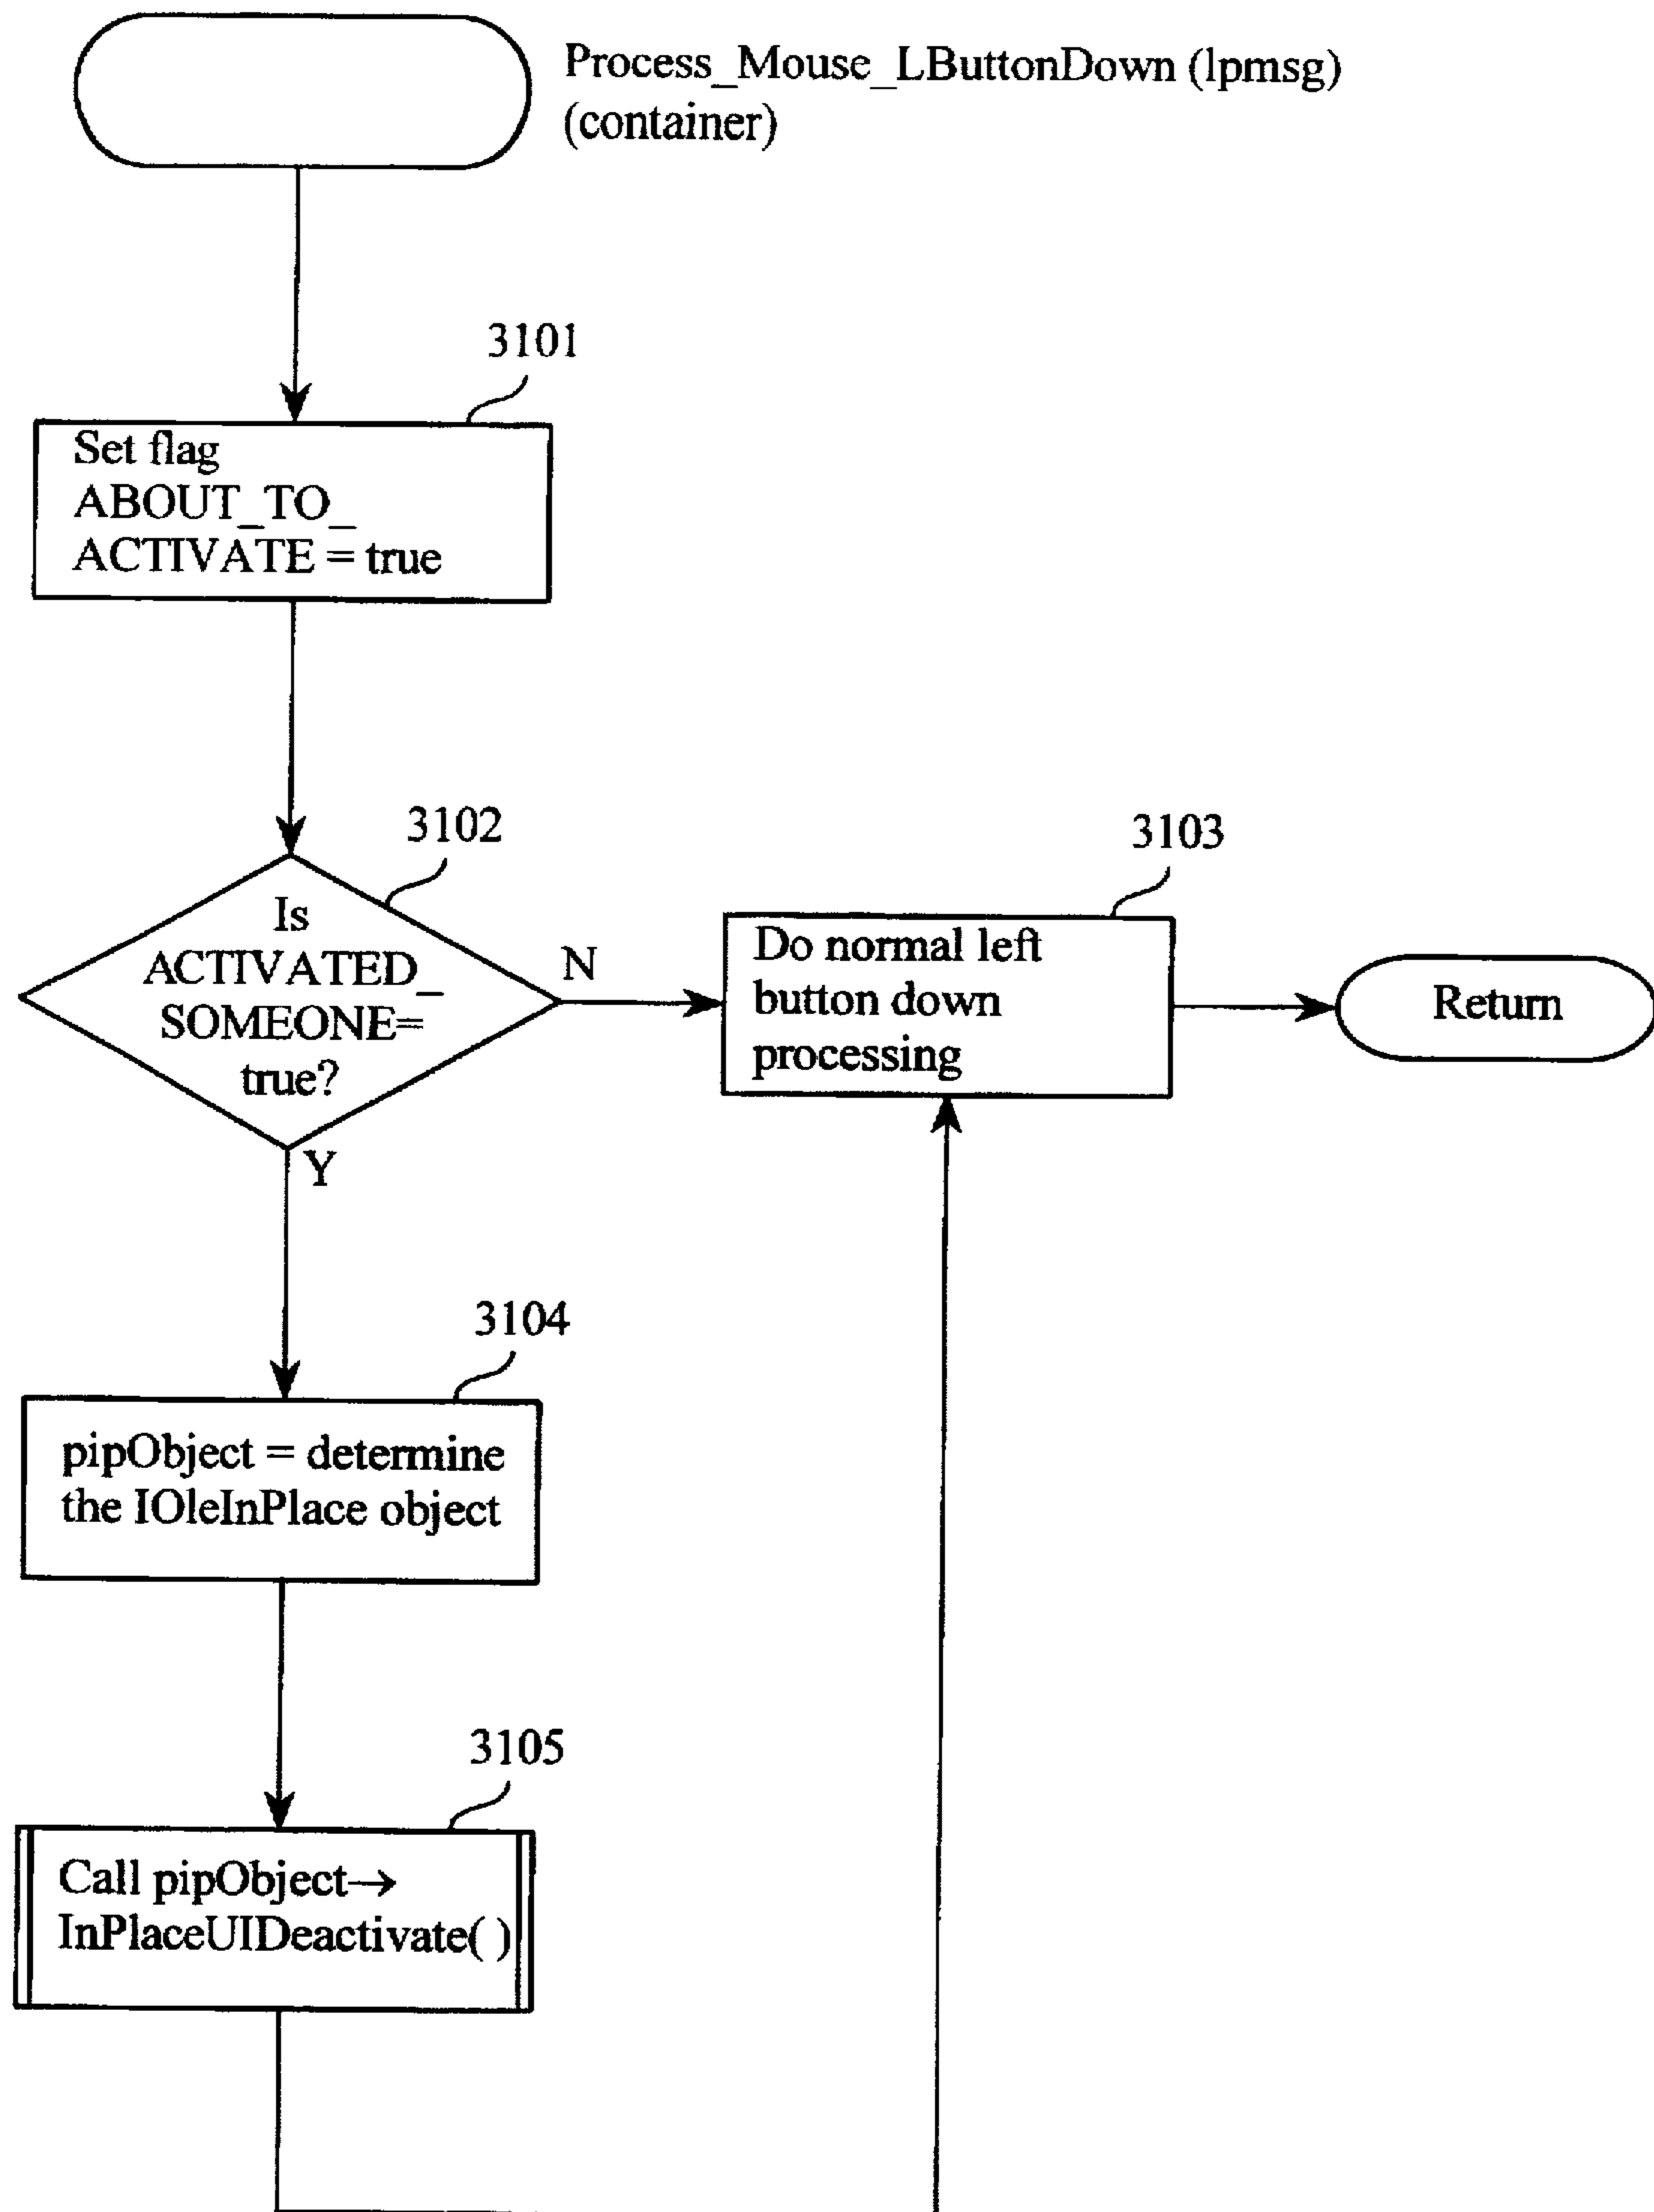 Process_Mouse_LButtonDown (lpmsg)
(container)
3101
Set flag
ABOUT_TO_
ACTIVATE = true
3102
Is
ACTIVATED_
SOMEONE=
true?
N
Y
3103
Do normal left
button down
processing
Return
3104
pipObject = determine
the IOleInPlace object
3105
Call pipObject→
InPlaceUIDeactivate( )